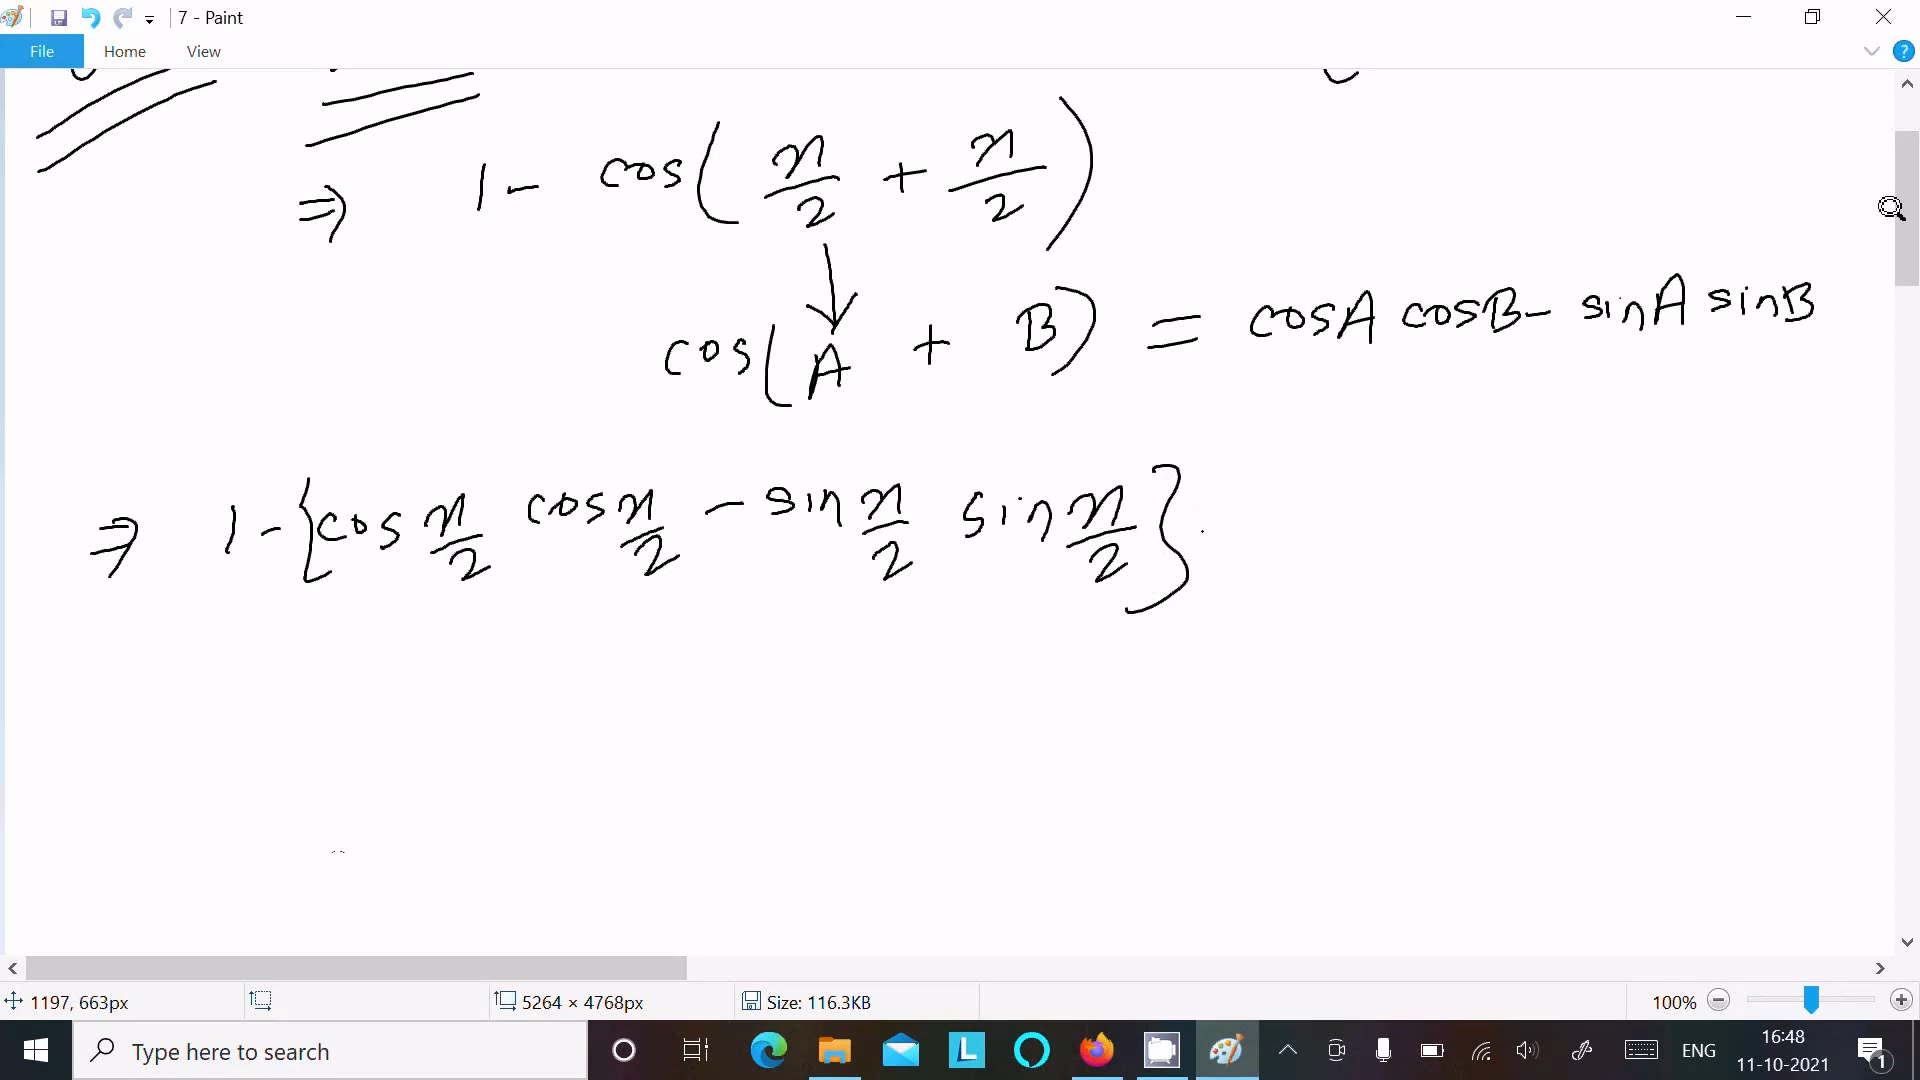 7 - Paint
File Home View
⇒ 1 - cos(x/2 + x/2)
cos(A + B) = cosA cosB - sinA sinB
⇒ 1 - {cos x/2 cos x/2 - sin x/2 sin x/2}
1197, 663px 5264 × 4768px Size: 116.3KB 100%
Type here to search
L
ENG
16:48
11-10-2021
1